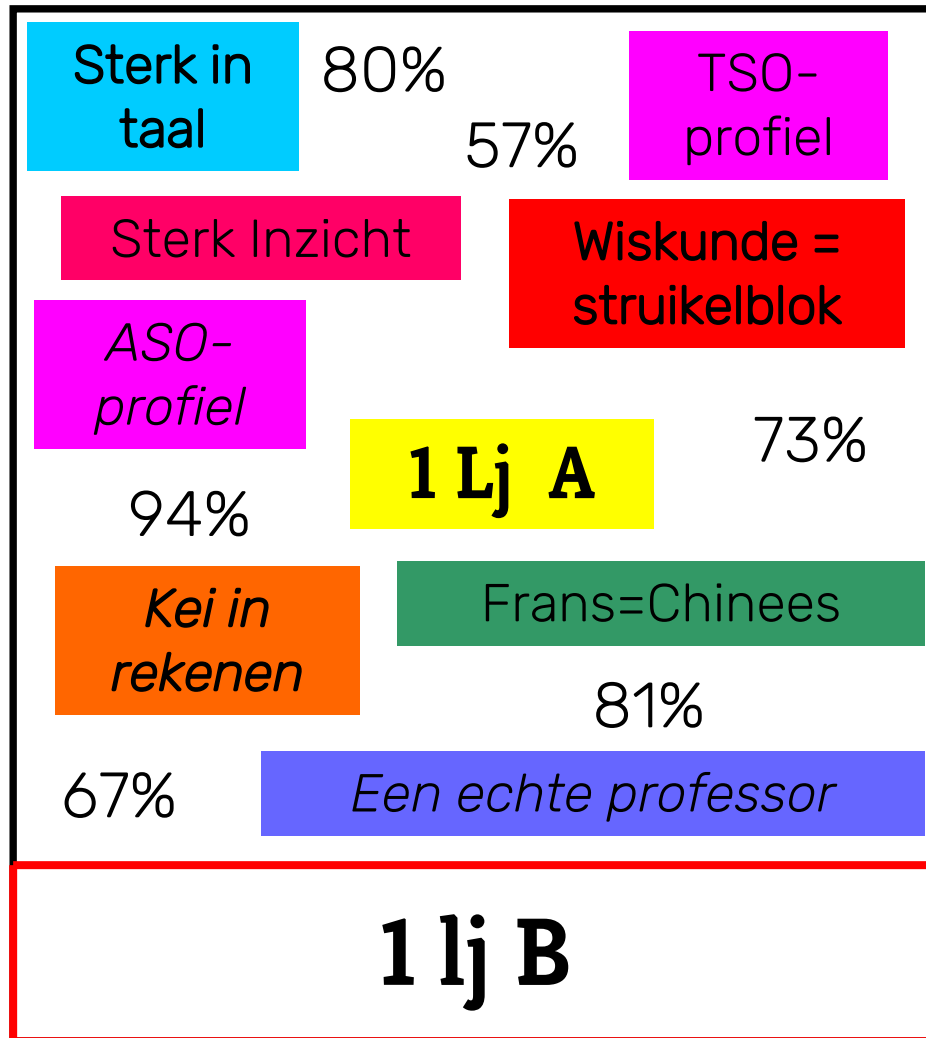 Sterk in
taal
80%
57%
TSO-
profiel
Sterk Inzicht
Wiskunde =
struikelblok
ASO-
profiel
1 Lj A
73%
94%
Kei in
rekenen
Frans=Chinees
81%
67%
Een echte professor
1 lj B